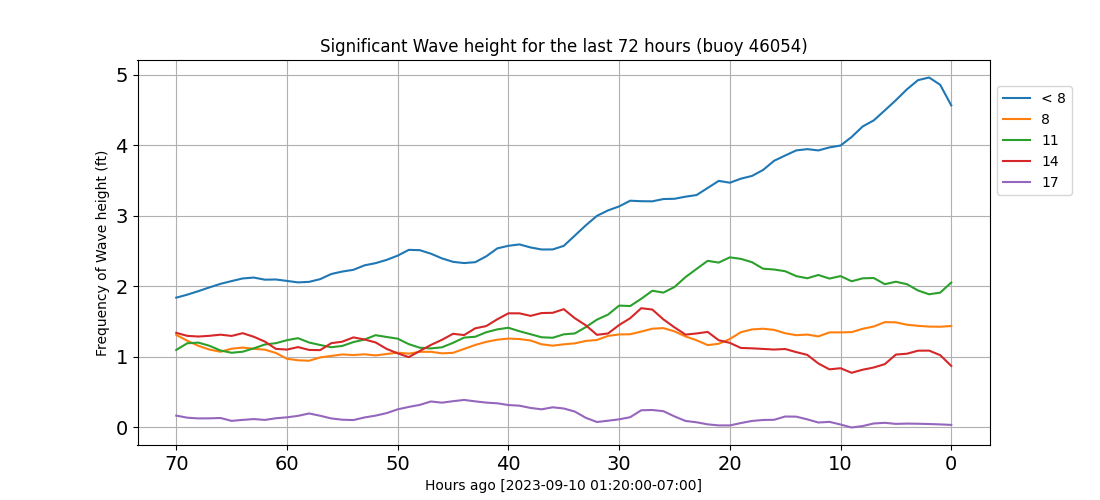 Significant Wave height for the last 72 hours (buoy 46054)
Frequency of Wave height (ft)
5
4
3
2
1
0
70 60 50 40 30 20 10 0
Hours ago [2023-09-10 01:20:00-07:00]
< 8
8
11
14
17